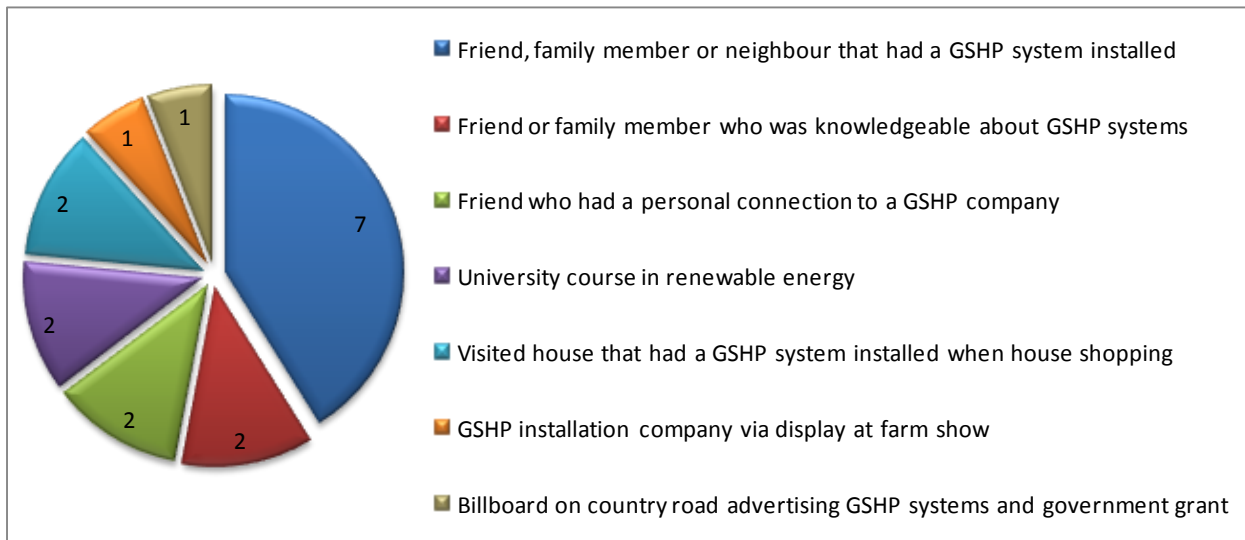 Friend, family member or neighbour that had a GSHP system installed
Friend or family member who was knowledgeable about GSHP systems
Friend who had a personal connection to a GSHP company
University course in renewable energy
Visited house that had a GSHP system installed when house shopping
GSHP installation company via display at farm show
Billboard on country road advertising GSHP systems and government grant
7
2
2
2
2
1
1